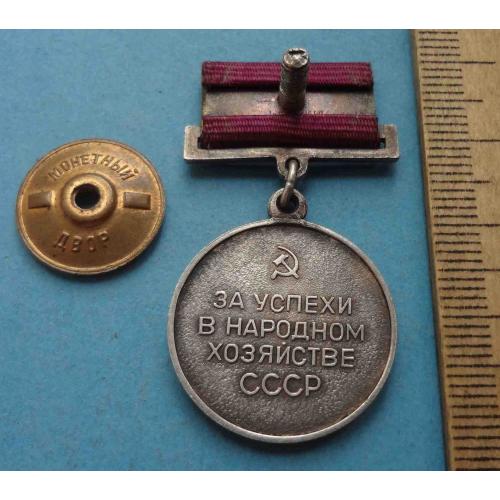 МОНЕТНЫЙ
ДВОР
ЗА УСПЕХИ
В НАРОДНОМ
ХОЗЯЙСТВЕ
СССР